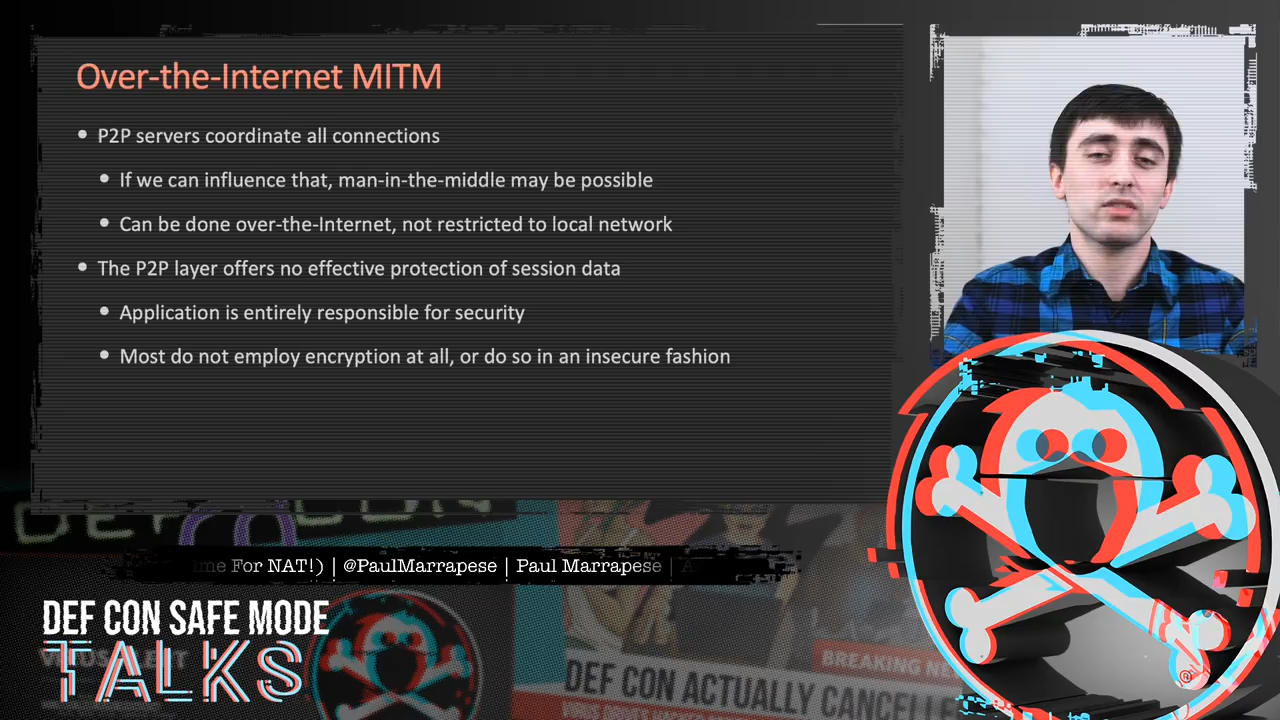 Over-the-Internet MITM
• P2P servers coordinate all connections
• If we can influence that, man-in-the-middle may be possible
• Can be done over-the-Internet, not restricted to local network
• The P2P layer offers no effective protection of session data
• Application is entirely responsible for security
• Most do not employ encryption at all, or do so in an insecure fashion
DEF CON
For NAT!) | @PaulMarrapese | Paul Marrapese | A
DEF CON SAFE MODE
TALKS
BREAKING
DEF CON ACTUALLY